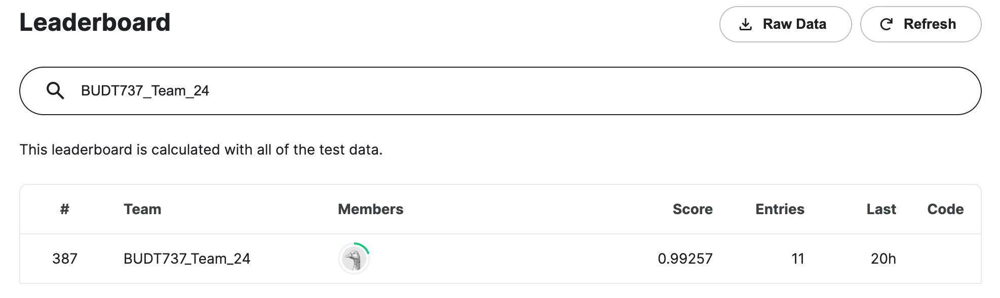 Leaderboard
Raw Data
Refresh
BUDT737_Team_24
This leaderboard is calculated with all of the test data.
# Team Members Score Entries Last Code
387 BUDT737_Team_24 0.99257 11 20h